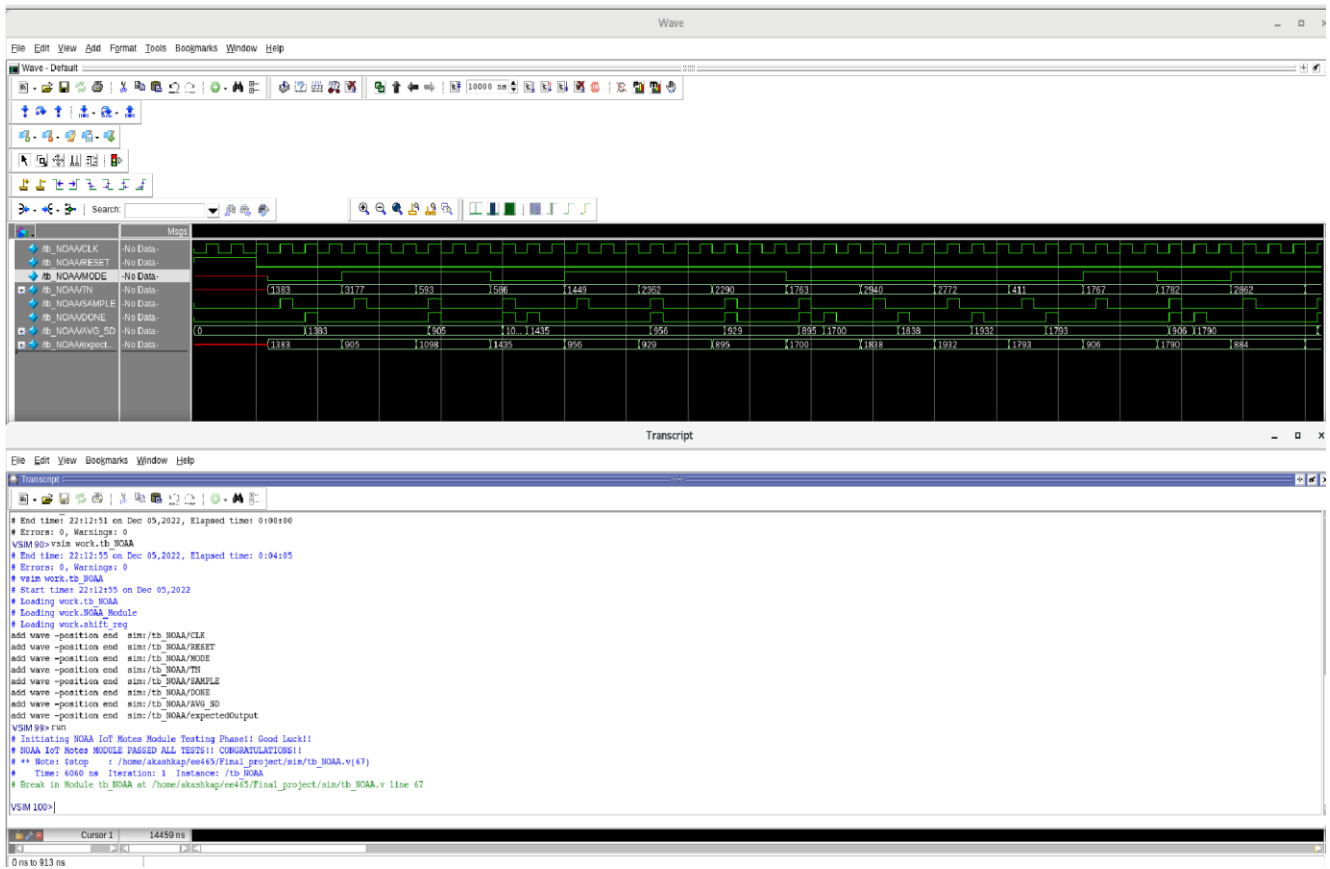 Wave
File Edit View Add Format Tools Bookmarks Window Help
Wave - Default
10000 ns
Search:
Msgs
/tb_NOAA/CLK -No Data-
/tb_NOAA/RESET -No Data-
/tb_NOAA/MODE -No Data-
/tb_NOAA/TN -No Data- 1383 3177 593 586 1449 2362 2290 1763 2940 2772 411 1767 1782 2862
/tb_NOAA/SAMPLE -No Data-
/tb_NOAA/DONE -No Data-
/tb_NOAA/AVG_SD -No Data- 0 1383 905 10... 1435 956 929 895 1700 1838 1932 1793 906 1790
/tb_NOAA/expect... -No Data- 1383 905 1098 1435 956 929 895 1700 1838 1932 1793 906 1790 884
Transcript
File Edit View Bookmarks Window Help
Transcript
# End time: 22:12:51 on Dec 05,2022, Elapsed time: 0:00:00
# Errors: 0, Warnings: 0
VSIM 90> vsim work.tb_NOAA
# End time: 22:12:55 on Dec 05,2022, Elapsed time: 0:04:05
# Errors: 0, Warnings: 0
# vsim work.tb_NOAA
# Start time: 22:12:55 on Dec 05,2022
# Loading work.tb_NOAA
# Loading work.NOAA_Module
# Loading work.shift_reg
add wave -position end sim:/tb_NOAA/CLK
add wave -position end sim:/tb_NOAA/RESET
add wave -position end sim:/tb_NOAA/MODE
add wave -position end sim:/tb_NOAA/TN
add wave -position end sim:/tb_NOAA/SAMPLE
add wave -position end sim:/tb_NOAA/DONE
add wave -position end sim:/tb_NOAA/AVG_SD
add wave -position end sim:/tb_NOAA/expectedOutput
VSIM 99> run
# Initiating NOAA IoT Motes Module Testing Phase!! Good Luck!!
# NOAA IoT Motes MODULE PASSED ALL TESTS!! CONGRATULATIONS!!
# ** Note: $stop : /home/akashkap/ee465/Final_project/sim/tb_NOAA.v(67)
# Time: 6060 ns Iteration: 1 Instance: /tb_NOAA
# Break in Module tb_NOAA at /home/akashkap/ee465/Final_project/sim/tb_NOAA.v line 67
VSIM 100>
Cursor 1 14459 ns
0 ns to 913 ns